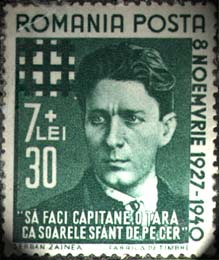 ROMANIA POSTA
8 NOEMVRIE 1927-1940
7+
LEI
30
"SĂ FACI CAPITANE O ȚARA
CA SOARELE SFÂNT DE PE CER"
ȘERBAN ZAINEA
FABRICA DE TIMBRE